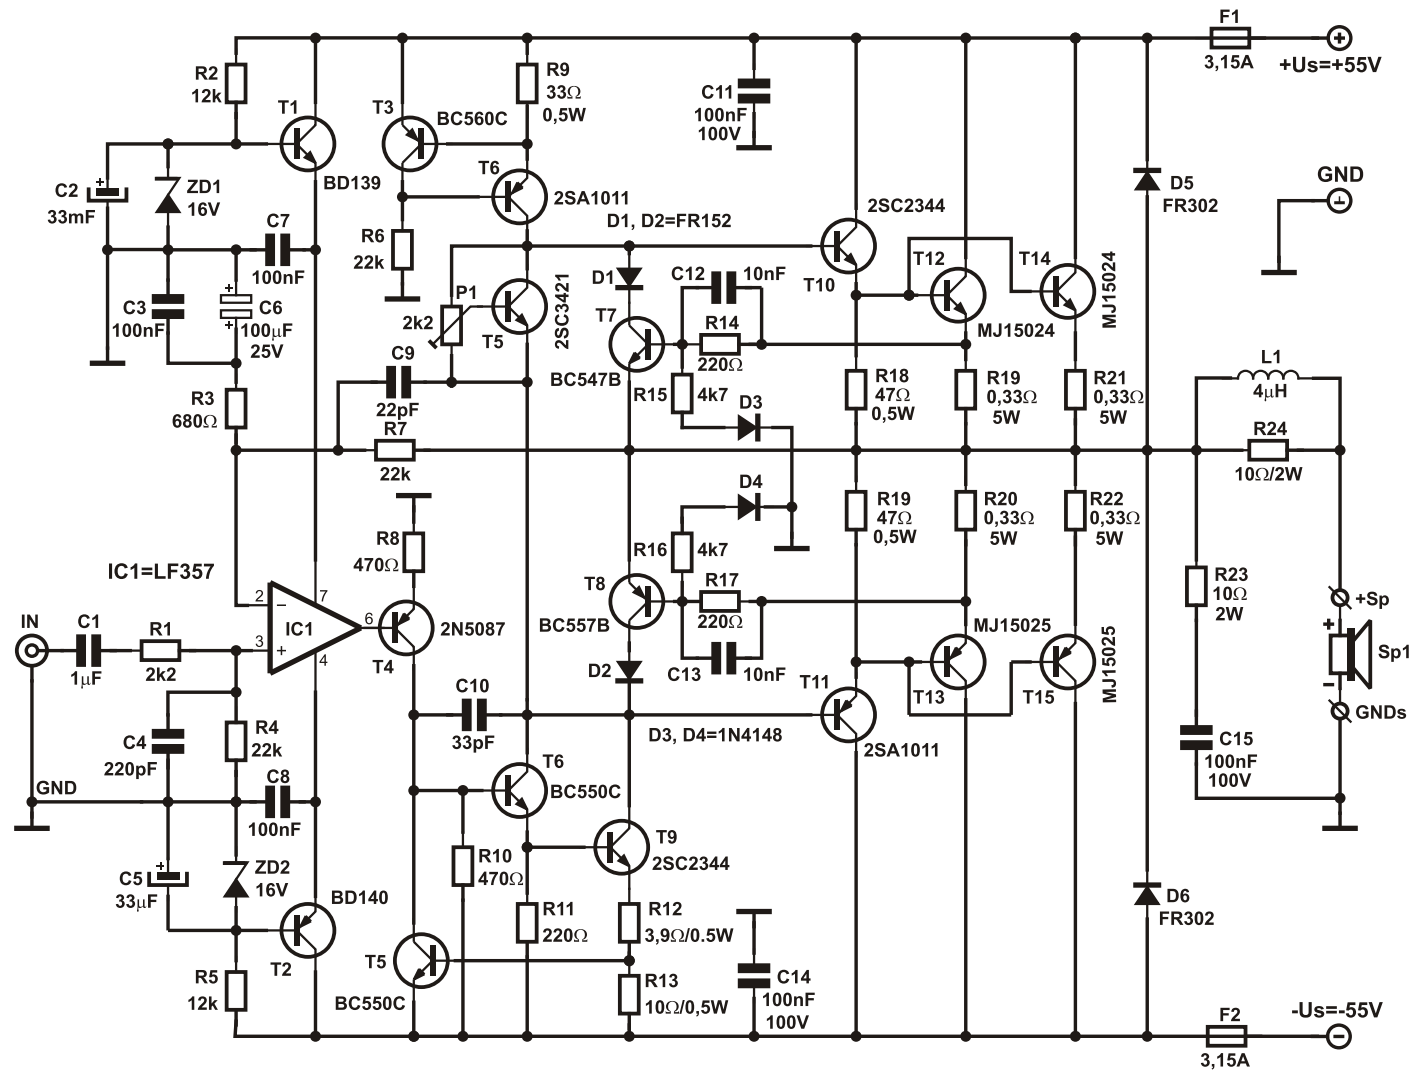 F1
3,15A
+Us=+55V
R2
12k
T1
BD139
T3
BC560C
R9
33Ω
0,5W
C11
100nF
100V
GND
C2
33mF
ZD1
16V
C7
100nF
T6
2SA1011
D5
FR302
R6
22k
D1, D2=FR152
2SC2344
T10
T12
MJ15024
T14
MJ15024
C3
100nF
C6
100µF
25V
P1
2k2
T5
2SC3421
D1
T7
BC547B
C12
10nF
R14
220Ω
R3
680Ω
C9
22pF
R7
22k
R15
4k7
D3
R18
47Ω
0,5W
R19
0,33Ω
5W
R21
0,33Ω
5W
L1
4µH
R24
10Ω/2W
D4
R19
47Ω
0,5W
R20
0,33Ω
5W
R22
0,33Ω
5W
R8
470Ω
R16
4k7
IC1=LF357
T8
BC557B
R17
220Ω
C13
10nF
R23
10Ω
2W
+Sp
IN
C1
1µF
R1
2k2
2
3
7
6
4
IC1
2N5087
T4
MJ15025
T13
T15
MJ15025
Sp1
GNDs
D2
T11
2SA1011
C4
220pF
R4
22k
C10
33pF
D3, D4=1N4148
C15
100nF
100V
GND
C8
100nF
T6
BC550C
T9
2SC2344
C5
33µF
ZD2
16V
BD140
T2
R10
470Ω
R11
220Ω
R12
3,9Ω/0.5W
D6
FR302
R5
12k
T5
BC550C
R13
10Ω/0,5W
C14
100nF
100V
F2
3,15A
-Us=-55V